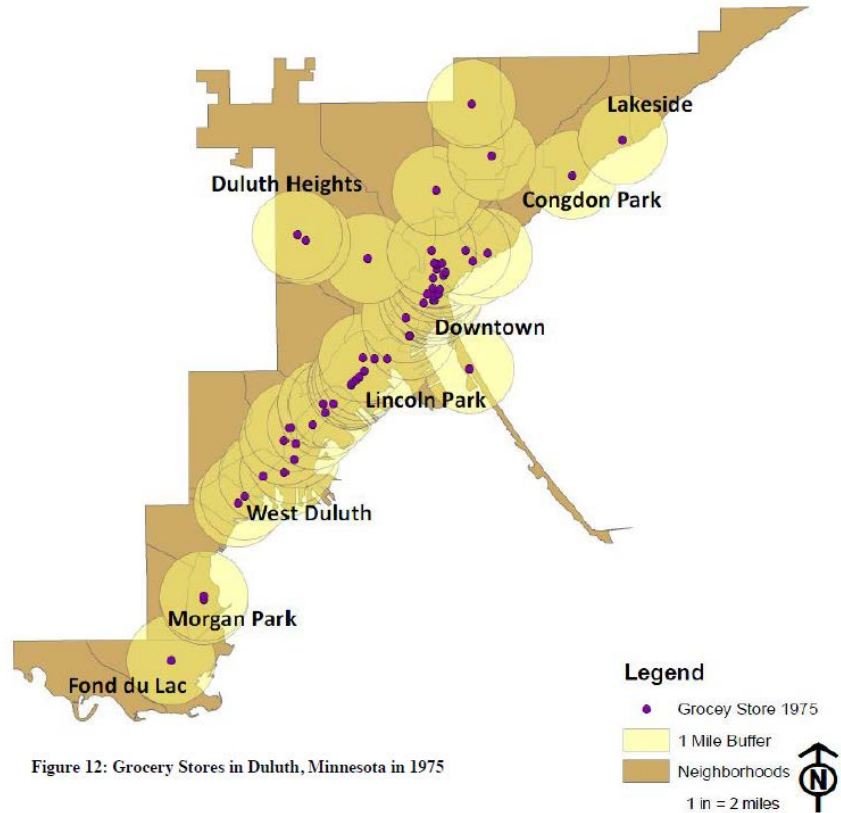 Lakeside
Duluth Heights
Congdon Park
Downtown
Lincoln Park
West Duluth
Morgan Park
Fond du Lac
Legend
Grocey Store 1975
1 Mile Buffer
Neighborhoods
1 in = 2 miles
N
Figure 12: Grocery Stores in Duluth, Minnesota in 1975